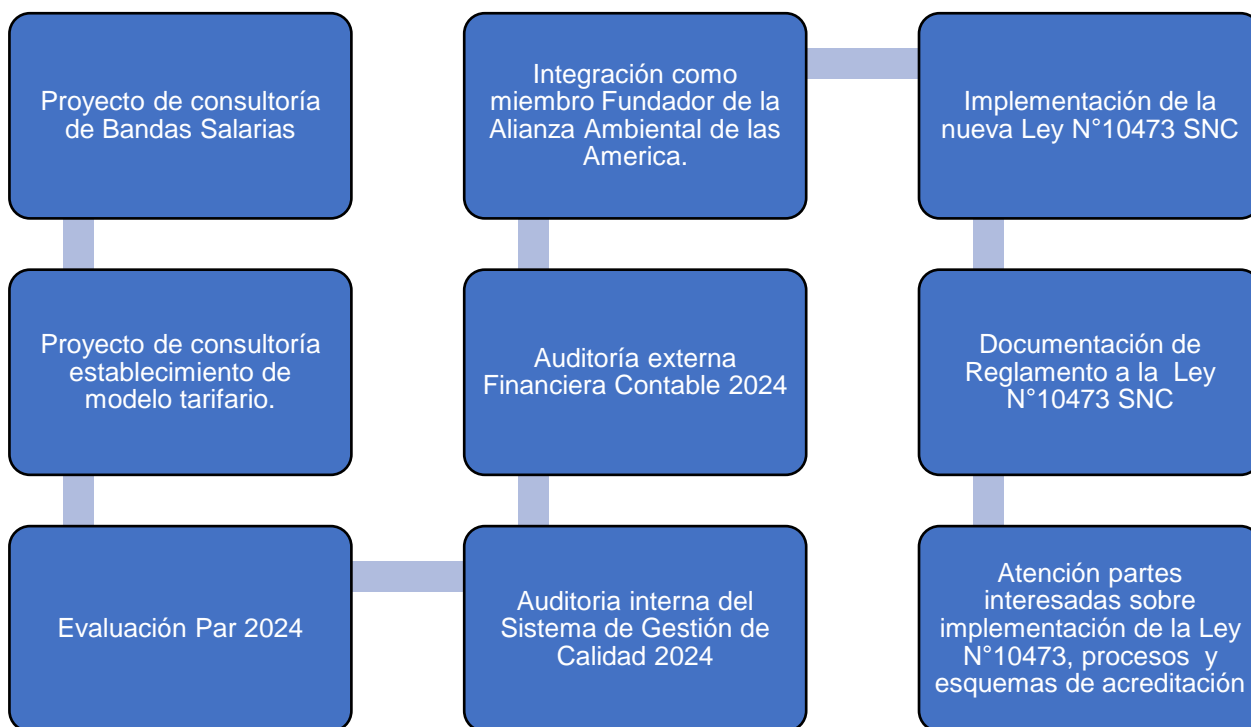 Proyecto de consultoría
de Bandas Salarias
Proyecto de consultoría
establecimiento de
modelo tarifario.
Evaluación Par 2024
Auditoria interna del
Sistema de Gestión de
Calidad 2024
Auditoría externa
Financiera Contable 2024
Integración como
miembro Fundador de la
Alianza Ambiental de las
America.
Implementación de la
nueva Ley N°10473 SNC
Documentación de
Reglamento a la Ley
N°10473 SNC
Atención partes
interesadas sobre
implementación de la Ley
N°10473, procesos y
esquemas de acreditación